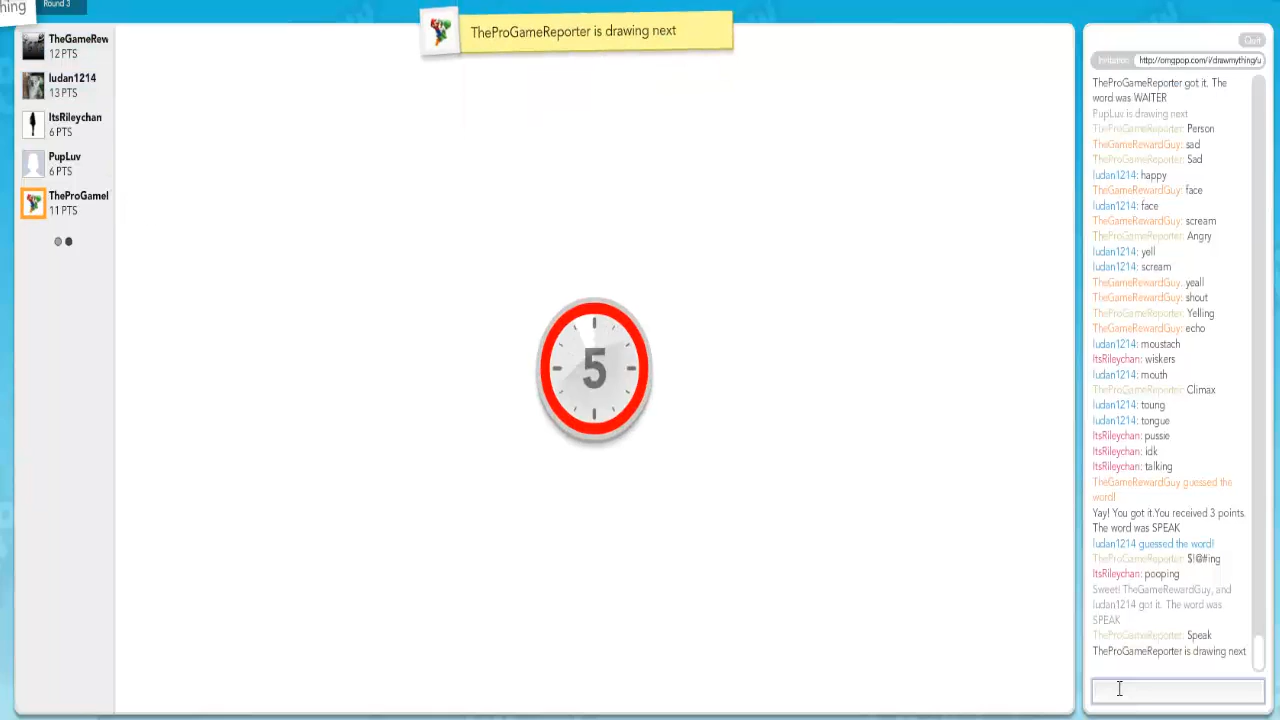 hing
Round 3
TheProGameReporter is drawing next
TheGameRew
12 PTS
ludan1214
13 PTS
ItsRileychan
6 PTS
PupLuv
6 PTS
TheProGameI
11 PTS
5
Invitation http://omgpop.com/i/drawmything/u
TheProGameReporter got it. The
word was WAITER
PupLuv is drawing next
TheProGameReporter: Person
TheGameRewardGuy: sad
TheProGameReporter: Sad
ludan1214: happy
TheGameRewardGuy: face
ludan1214: face
TheGameRewardGuy: scream
TheProGameReporter: Angry
ludan1214: yell
ludan1214: scream
TheGameRewardGuy: yeall
TheGameRewardGuy: shout
TheProGameReporter: Yelling
TheGameRewardGuy: echo
ludan1214: moustach
ItsRileychan: wiskers
ludan1214: mouth
TheProGameReporter: Climax
ludan1214: toung
ludan1214: tongue
ItsRileychan: pussie
ItsRileychan: idk
ItsRileychan: talking
TheGameRewardGuy guessed the
word!
Yay! You got it.You received 3 points.
The word was SPEAK
ludan1214 guessed the word!
TheProGameReporter: $!@#ing
ItsRileychan: pooping
Sweet! TheGameRewardGuy, and
ludan1214 got it. The word was
SPEAK
TheProGameReporter: Speak
TheProGameReporter is drawing next